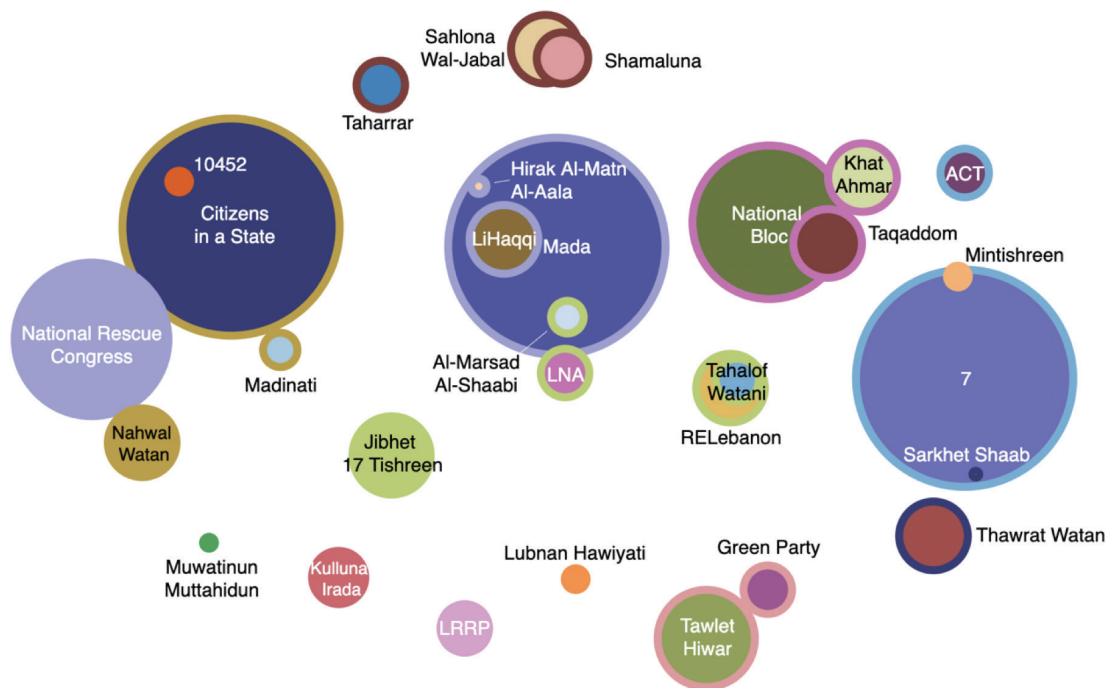 Sahlona
Wal-Jabal
Shamaluna
Taharrar
10452
Citizens
in a State
Hirak Al-Matn
Al-Aala
LiHaqqi
Mada
Khat
Ahmar
ACT
National
Bloc
Taqaddom
Mintishreen
National Rescue
Congress
Madinati
Al-Marsad
Al-Shaabi
LNA
Tahalof
Watani
RELebanon
7
Nahwal
Watan
Jibhet
17 Tishreen
Sarkhet Shaab
Thawrat Watan
Muwatinun
Muttahidun
Kulluna
Irada
Lubnan Hawiyati
Green Party
LRRP
Tawlet
Hiwar